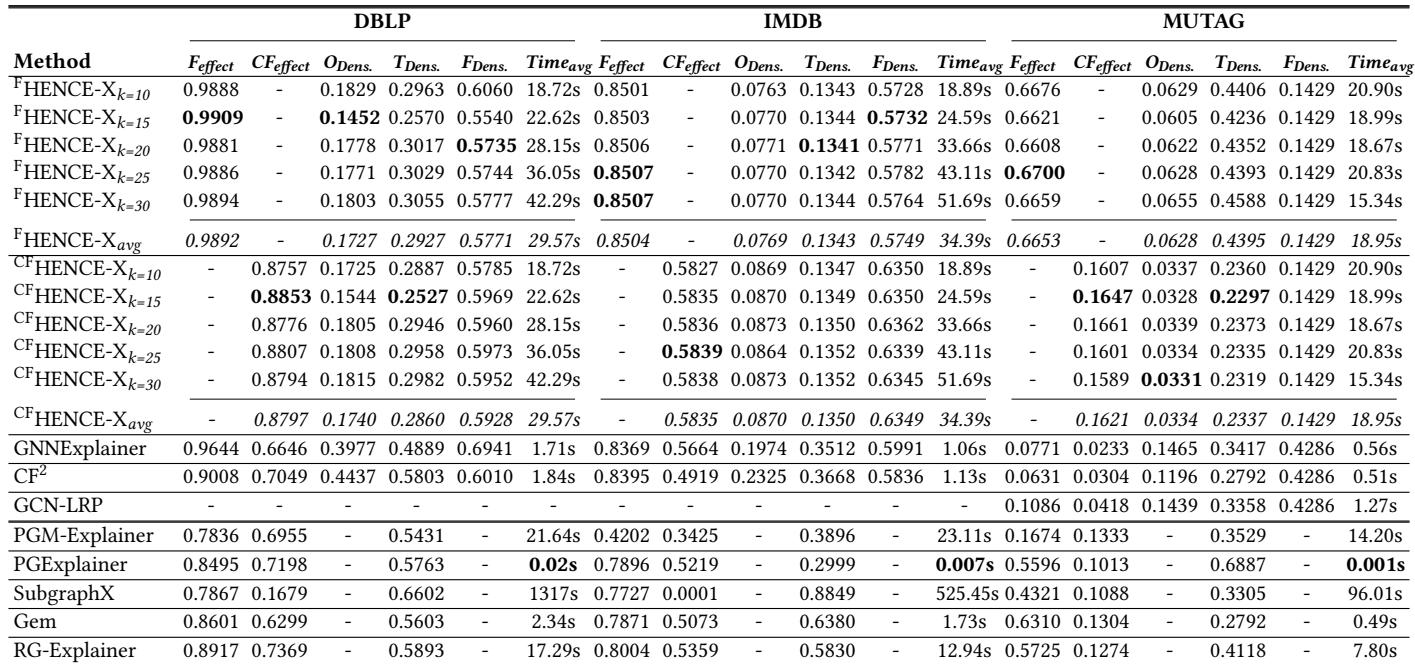 DBLP IMDB MUTAG
Method F_effect CF_effect O_Dens. T_Dens. F_Dens. Time_avg F_effect CF_effect O_Dens. T_Dens. F_Dens. Time_avg F_effect CF_effect O_Dens. T_Dens. F_Dens. Time_avg
FHENCE-X_k=10 0.9888 - 0.1829 0.2963 0.6060 18.72s 0.8501 - 0.0763 0.1343 0.5728 18.89s 0.6676 - 0.0629 0.4406 0.1429 20.90s
FHENCE-X_k=15 0.9909 - 0.1452 0.2570 0.5540 22.62s 0.8503 - 0.0770 0.1344 0.5732 24.59s 0.6621 - 0.0605 0.4236 0.1429 18.99s
FHENCE-X_k=20 0.9881 - 0.1778 0.3017 0.5735 28.15s 0.8506 - 0.0771 0.1341 0.5771 33.66s 0.6608 - 0.0622 0.4352 0.1429 18.67s
FHENCE-X_k=25 0.9886 - 0.1771 0.3029 0.5744 36.05s 0.8507 - 0.0770 0.1342 0.5782 43.11s 0.6700 - 0.0628 0.4393 0.1429 20.83s
FHENCE-X_k=30 0.9894 - 0.1803 0.3055 0.5777 42.29s 0.8507 - 0.0770 0.1344 0.5764 51.69s 0.6659 - 0.0655 0.4588 0.1429 15.34s
FHENCE-X_avg 0.9892 - 0.1727 0.2927 0.5771 29.57s 0.8504 - 0.0769 0.1343 0.5749 34.39s 0.6653 - 0.0628 0.4395 0.1429 18.95s
CFHENCE-X_k=10 - 0.8757 0.1725 0.2887 0.5785 18.72s - 0.5827 0.0869 0.1347 0.6350 18.89s - 0.1607 0.0337 0.2360 0.1429 20.90s
CFHENCE-X_k=15 - 0.8853 0.1544 0.2527 0.5969 22.62s - 0.5835 0.0870 0.1349 0.6350 24.59s - 0.1647 0.0328 0.2297 0.1429 18.99s
CFHENCE-X_k=20 - 0.8776 0.1805 0.2946 0.5960 28.15s - 0.5836 0.0873 0.1350 0.6362 33.66s - 0.1661 0.0339 0.2373 0.1429 18.67s
CFHENCE-X_k=25 - 0.8807 0.1808 0.2958 0.5973 36.05s - 0.5839 0.0864 0.1352 0.6339 43.11s - 0.1601 0.0334 0.2335 0.1429 20.83s
CFHENCE-X_k=30 - 0.8794 0.1815 0.2982 0.5952 42.29s - 0.5838 0.0873 0.1352 0.6345 51.69s - 0.1589 0.0331 0.2319 0.1429 15.34s
CFHENCE-X_avg - 0.8797 0.1740 0.2860 0.5928 29.57s - 0.5835 0.0870 0.1350 0.6349 34.39s - 0.1621 0.0334 0.2337 0.1429 18.95s
GNNExplainer 0.9644 0.6646 0.3977 0.4889 0.6941 1.71s 0.8369 0.5664 0.1974 0.3512 0.5991 1.06s 0.0771 0.0233 0.1465 0.3417 0.4286 0.56s
CF² 0.9008 0.7049 0.4437 0.5803 0.6010 1.84s 0.8395 0.4919 0.2325 0.3668 0.5836 1.13s 0.0631 0.0304 0.1196 0.2792 0.4286 0.51s
GCN-LRP - - - - - - - - - - - - 0.1086 0.0418 0.1439 0.3358 0.4286 1.27s
PGM-Explainer 0.7836 0.6955 - 0.5431 - 21.64s 0.4202 0.3425 - 0.3896 - 23.11s 0.1674 0.1333 - 0.3529 - 14.20s
PGExplainer 0.8495 0.7198 - 0.5763 - 0.02s 0.7896 0.5219 - 0.2999 - 0.007s 0.5596 0.1013 - 0.6887 - 0.001s
SubgraphX 0.7867 0.1679 - 0.6602 - 1317s 0.7727 0.0001 - 0.8849 - 525.45s 0.4321 0.1088 - 0.3305 - 96.01s
Gem 0.8601 0.6299 - 0.5603 - 2.34s 0.7871 0.5073 - 0.6380 - 1.73s 0.6310 0.1304 - 0.2792 - 0.49s
RG-Explainer 0.8917 0.7369 - 0.5893 - 17.29s 0.8004 0.5359 - 0.5830 - 12.94s 0.5725 0.1274 - 0.4118 - 7.80s